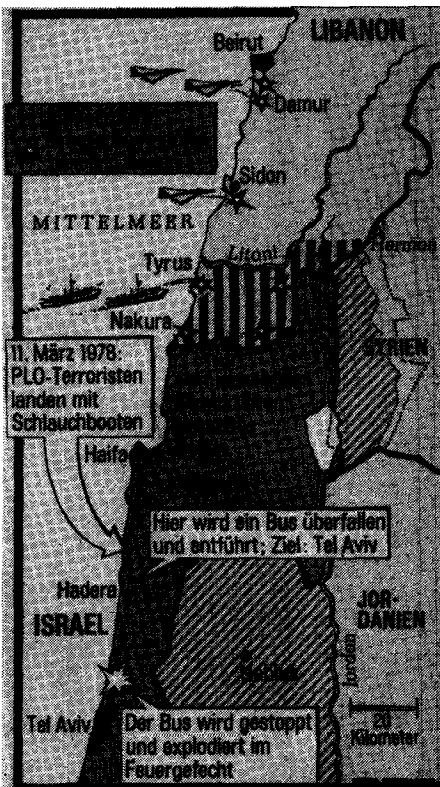 LIBANON
Beirut
Damur
Sidon
MITTELMEER
Litani
Hermon
Tyrus
Nakura
SYRIEN
11. März 1978:
PLO-Terroristen
landen mit
Schlauchbooten
Haifa
Hier wird ein Bus überfallen
und entführt; Ziel: Tel Aviv
Hadera
JOR-
DANIEN
ISRAEL
Jordan
Tel Aviv
Der Bus wird gestoppt
und explodiert im
Feuergefecht
20
Kilometer